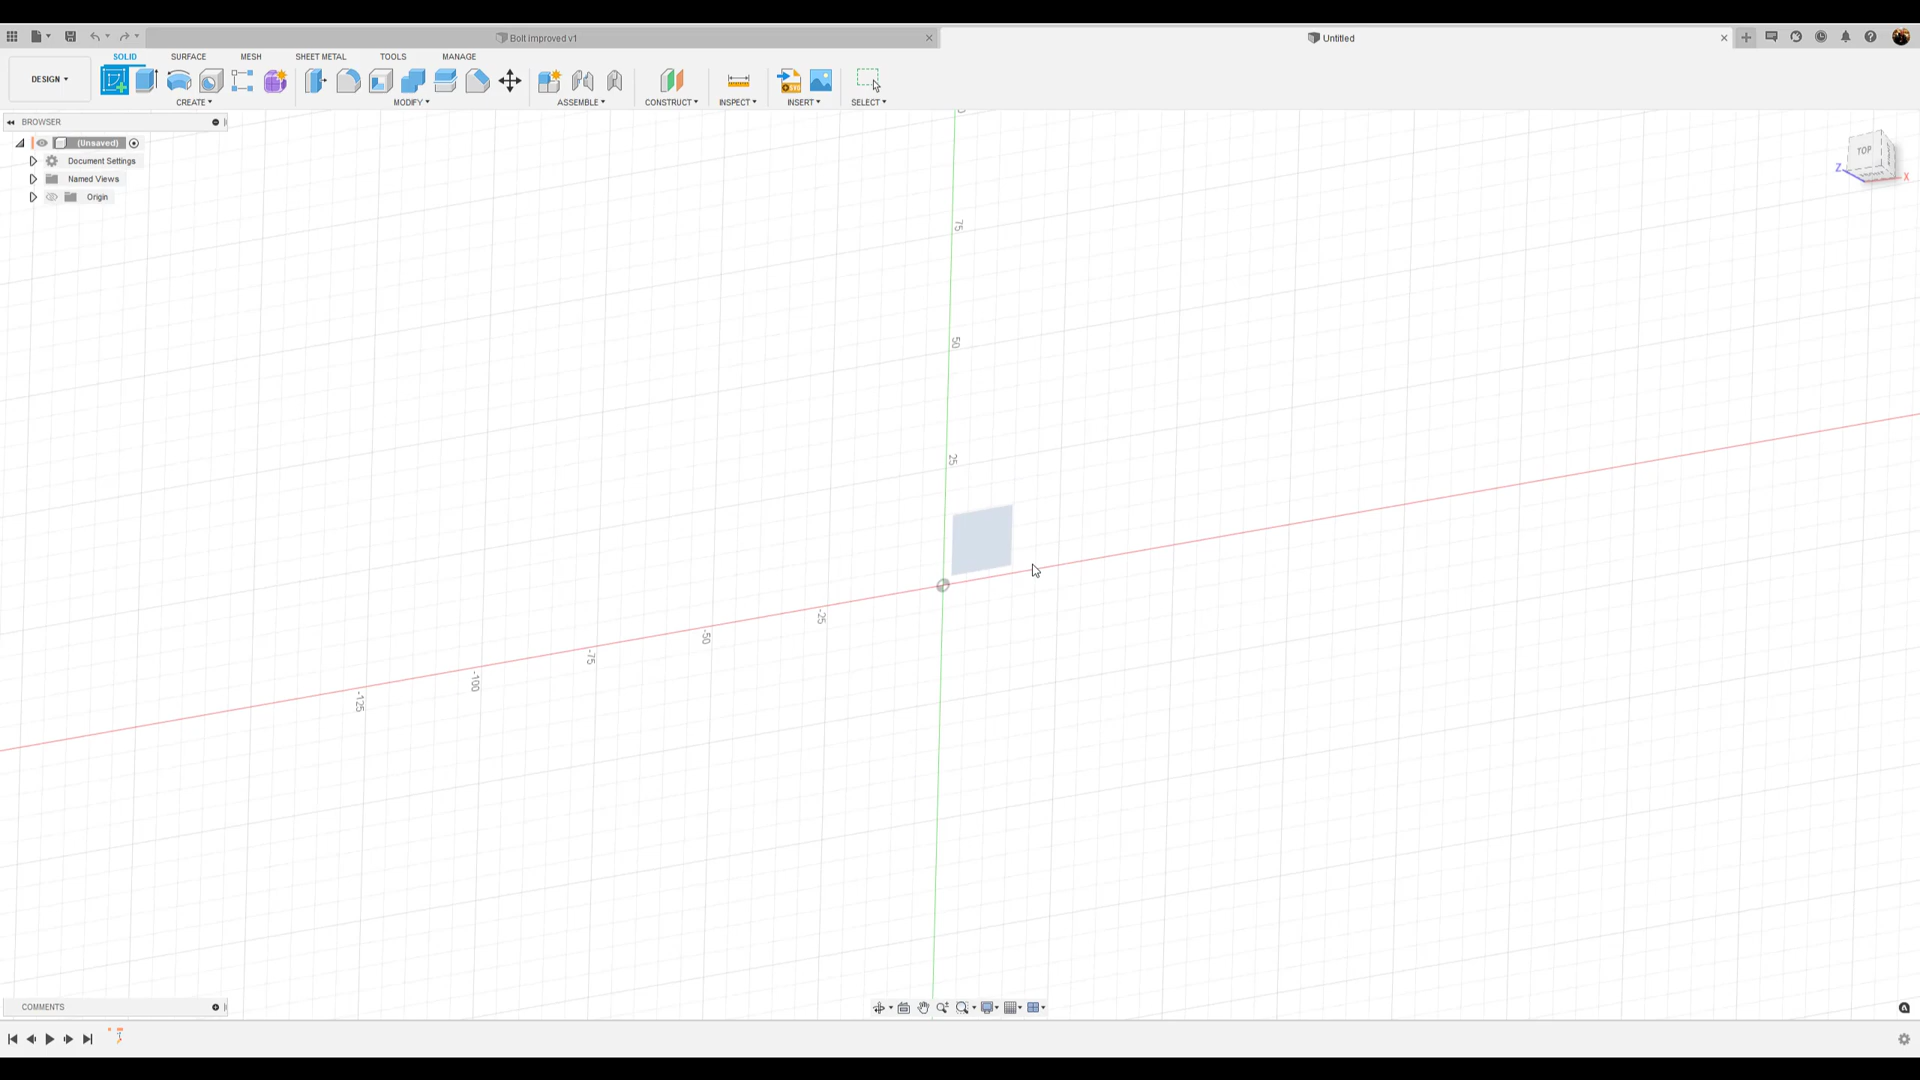 Bolt improved v1
Untitled
DESIGN
SOLID
SURFACE
MESH
SHEET METAL
TOOLS
MANAGE
CREATE
MODIFY
ASSEMBLE
CONSTRUCT
INSPECT
INSERT
SELECT
BROWSER
(Unsaved)
Document Settings
Named Views
Origin
TOP
Z
X
75
50
25
-25
-50
-75
-100
-125
COMMENTS